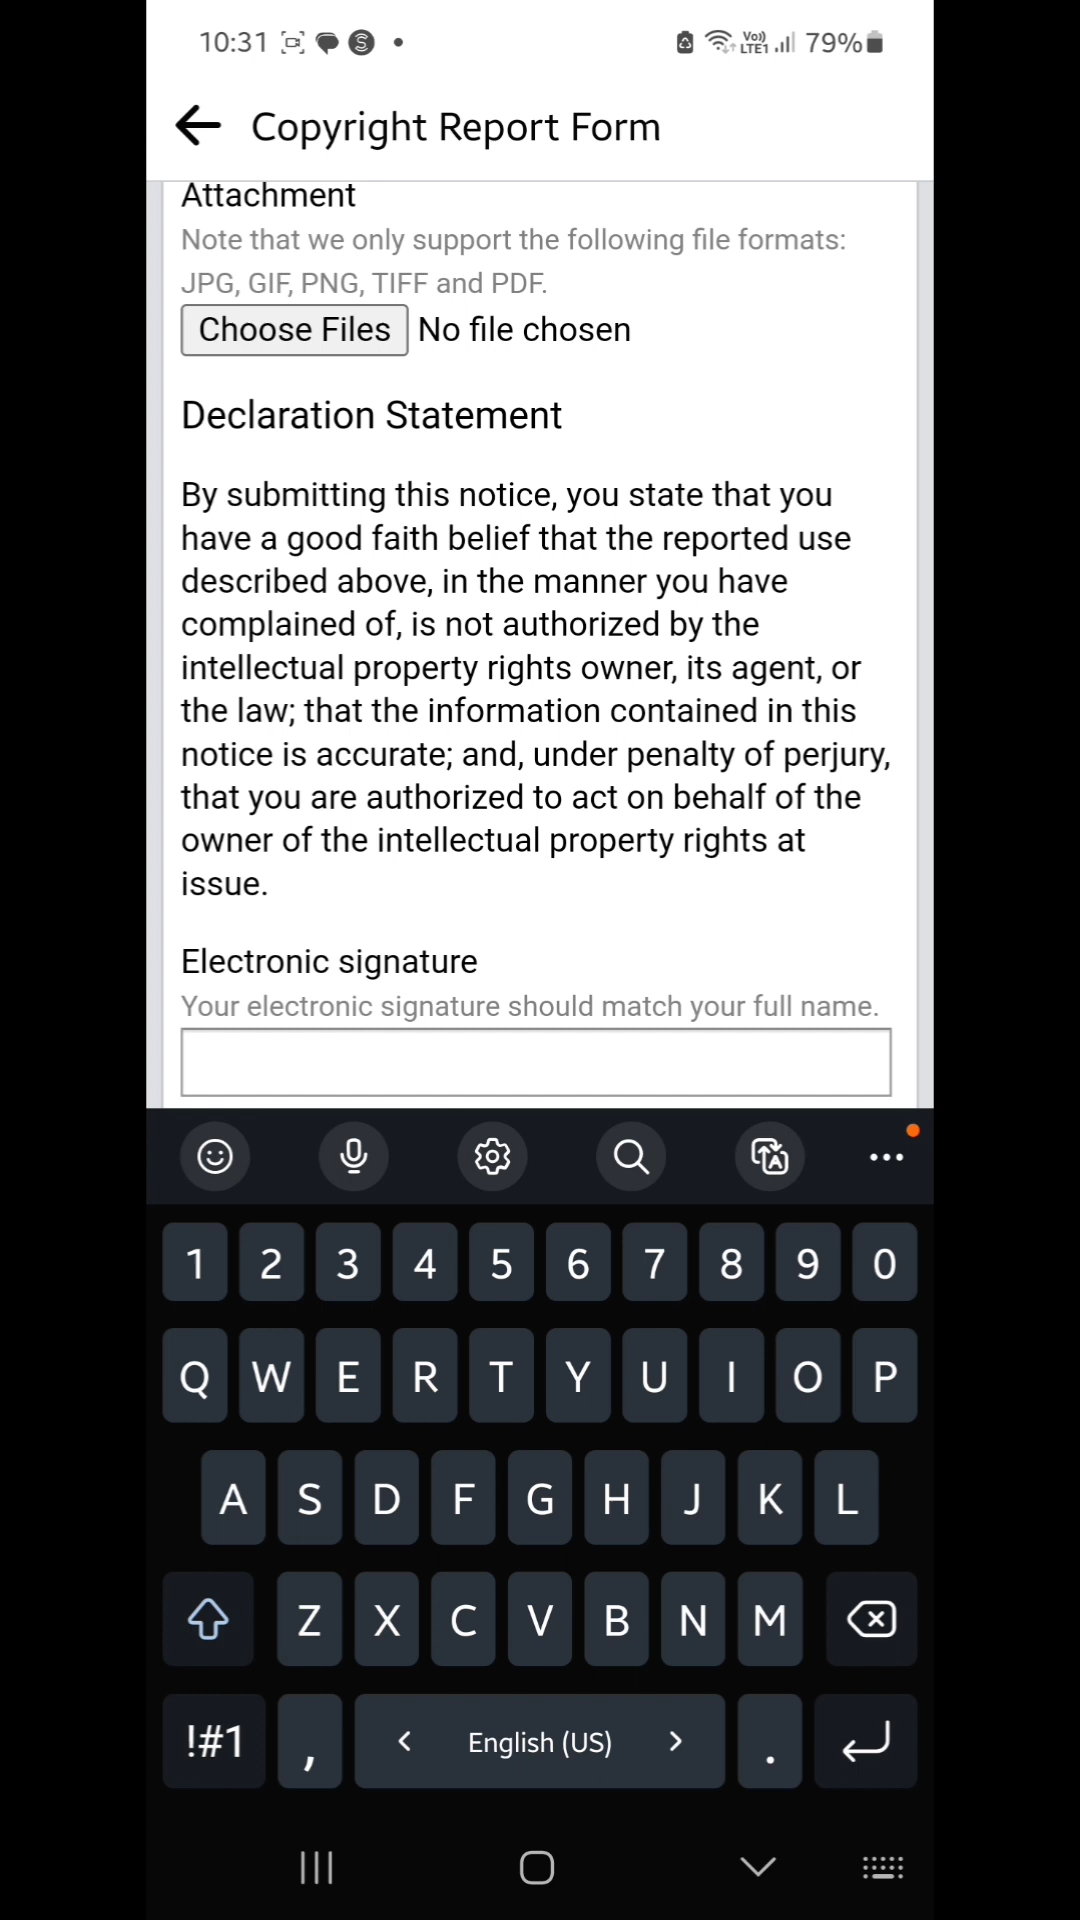 10:31 S Vo)) LTE1 79%
Copyright Report Form
Attachment
Note that we only support the following file formats:
JPG, GIF, PNG, TIFF and PDF.
Choose Files No file chosen
Declaration Statement
By submitting this notice, you state that you
have a good faith belief that the reported use
described above, in the manner you have
complained of, is not authorized by the
intellectual property rights owner, its agent, or
the law; that the information contained in this
notice is accurate; and, under penalty of perjury,
that you are authorized to act on behalf of the
owner of the intellectual property rights at
issue.
Electronic signature
Your electronic signature should match your full name.
A
1 2 3 4 5 6 7 8 9 0
Q W E R T Y U I O P
A S D F G H J K L
Z X C V B N M
!#1 , < English (US) > .